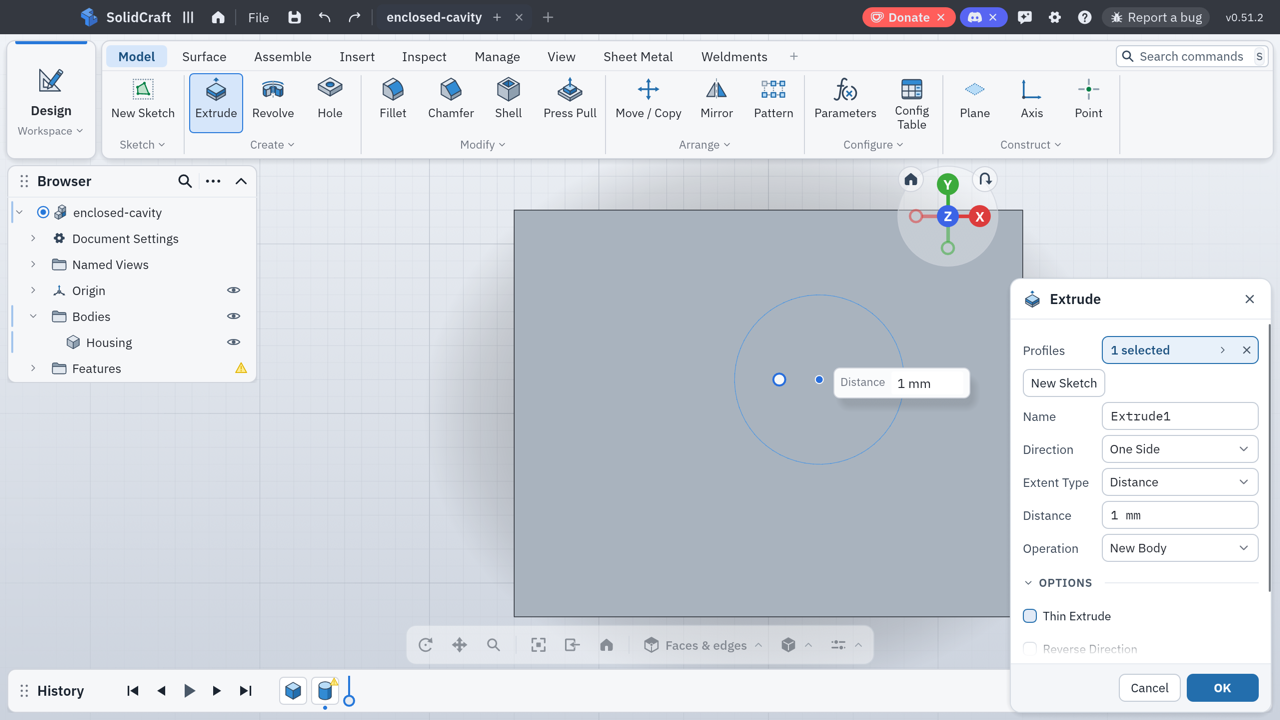 SolidCraft
File
enclosed-cavity
Donate
Report a bug
v0.51.2
Design
Workspace
Model
Surface
Assemble
Insert
Inspect
Manage
View
Sheet Metal
Weldments
Search commands
S
New Sketch
Extrude
Revolve
Hole
Fillet
Chamfer
Shell
Press Pull
Move / Copy
Mirror
Pattern
Parameters
Config
Table
Plane
Axis
Point
Sketch
Create
Modify
Arrange
Configure
Construct
Browser
enclosed-cavity
Document Settings
Named Views
Origin
Bodies
Housing
Features
Y
Z
X
Distance 1 mm
Extrude
Profiles 1 selected
New Sketch
Name Extrude1
Direction One Side
Extent Type Distance
Distance 1 mm
Operation New Body
OPTIONS
Thin Extrude
Reverse Direction
Cancel OK
Faces & edges
History